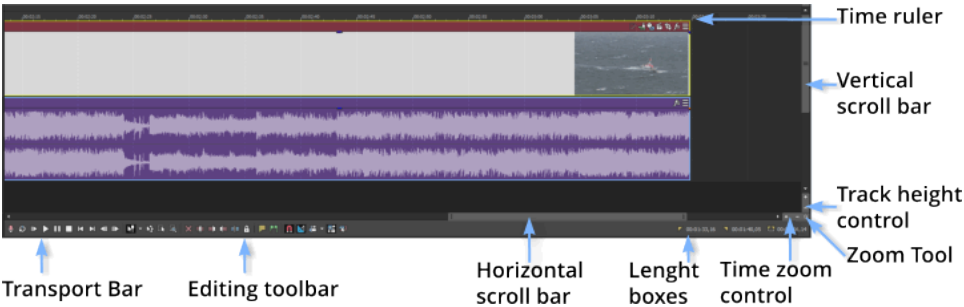 Time ruler
Vertical
scroll bar
Track height
control
Zoom Tool
Transport Bar
Editing toolbar
Horizontal
scroll bar
Lenght
boxes
Time zoom
control